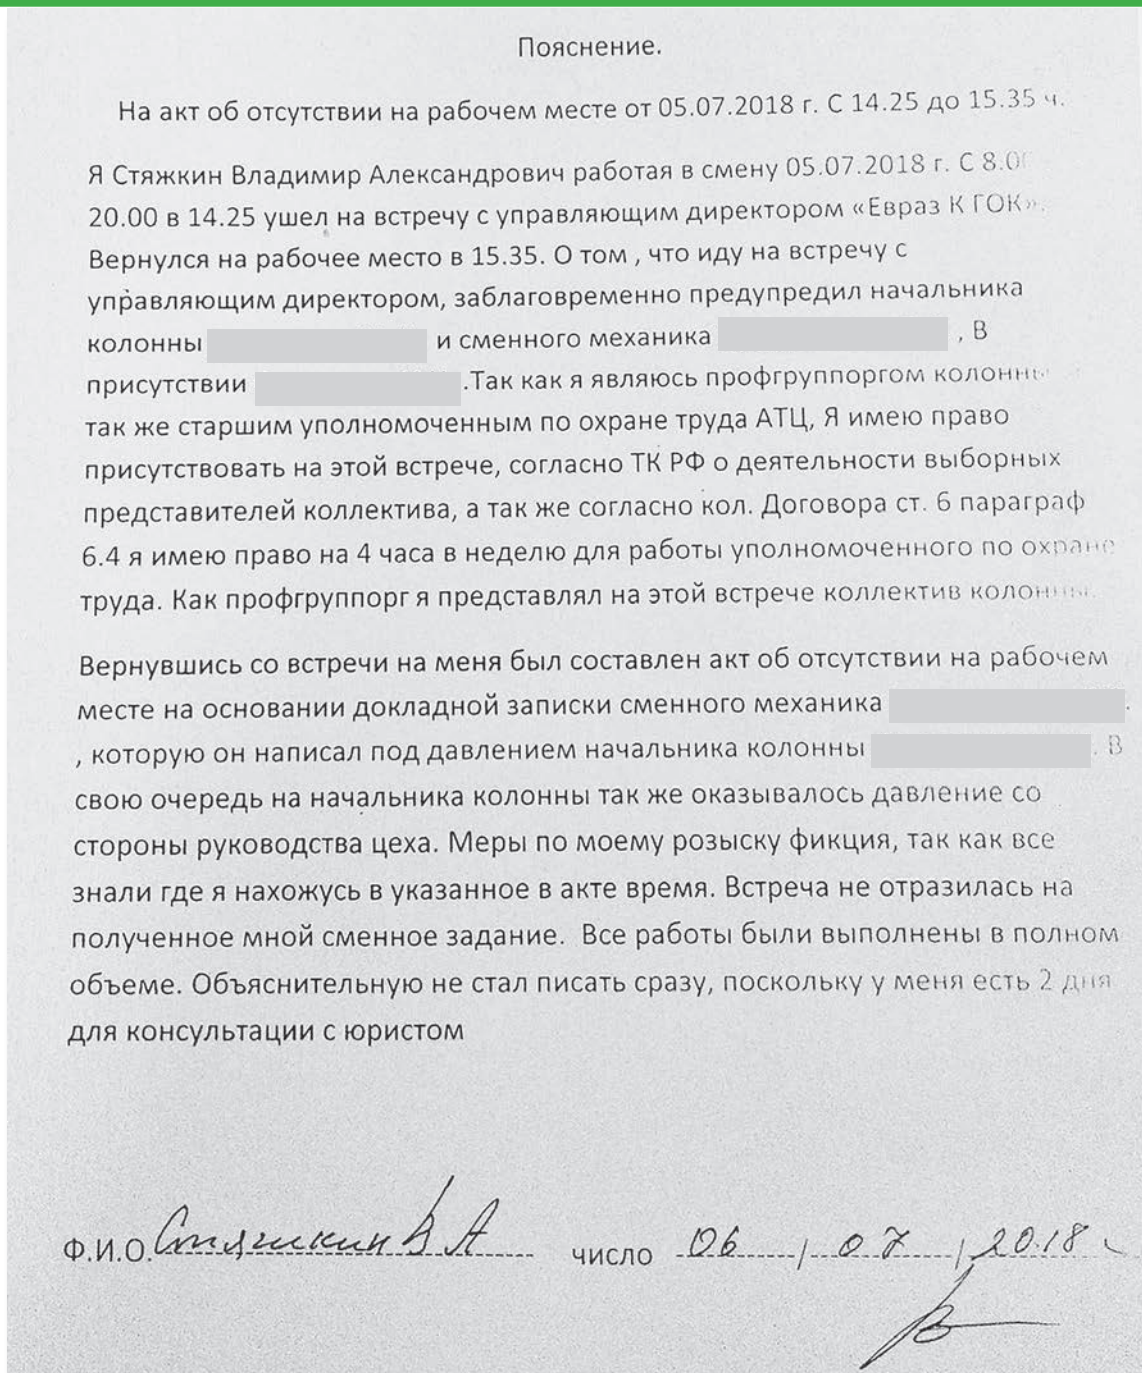 Пояснение.
На акт об отсутствии на рабочем месте от 05.07.2018 г. С 14.25 до 15.35 ч.
Я Стяжкин Владимир Александрович работая в смену 05.07.2018 г. С 8.0
20.00 в 14.25 ушел на встречу с управляющим директором «Евраз К ГОК».
Вернулся на рабочее место в 15.35. О том , что иду на встречу с
управляющим директором, заблаговременно предупредил начальника
колонны и сменного механика , В
присутствии .Так как я являюсь профгруппоргом колонны
так же старшим уполномоченным по охране труда АТЦ, Я имею право
присутствовать на этой встрече, согласно ТК РФ о деятельности выборных
представителей коллектива, а так же согласно кол. Договора ст. 6 параграф
6.4 я имею право на 4 часа в неделю для работы уполномоченного по охране
труда. Как профгруппорг я представлял на этой встрече коллектив колонны.
Вернувшись со встречи на меня был составлен акт об отсутствии на рабочем
месте на основании докладной записки сменного механика .
, которую он написал под давлением начальника колонны . В
свою очередь на начальника колонны так же оказывалось давление со
стороны руководства цеха. Меры по моему розыску фикция, так как все
знали где я нахожусь в указанное в акте время. Встреча не отразилась на
полученное мной сменное задание. Все работы были выполнены в полном
объеме. Объяснительную не стал писать сразу, поскольку у меня есть 2 дня
для консультации с юристом
Ф.И.О. Стяжкин В А число 06 / 07 / 2018